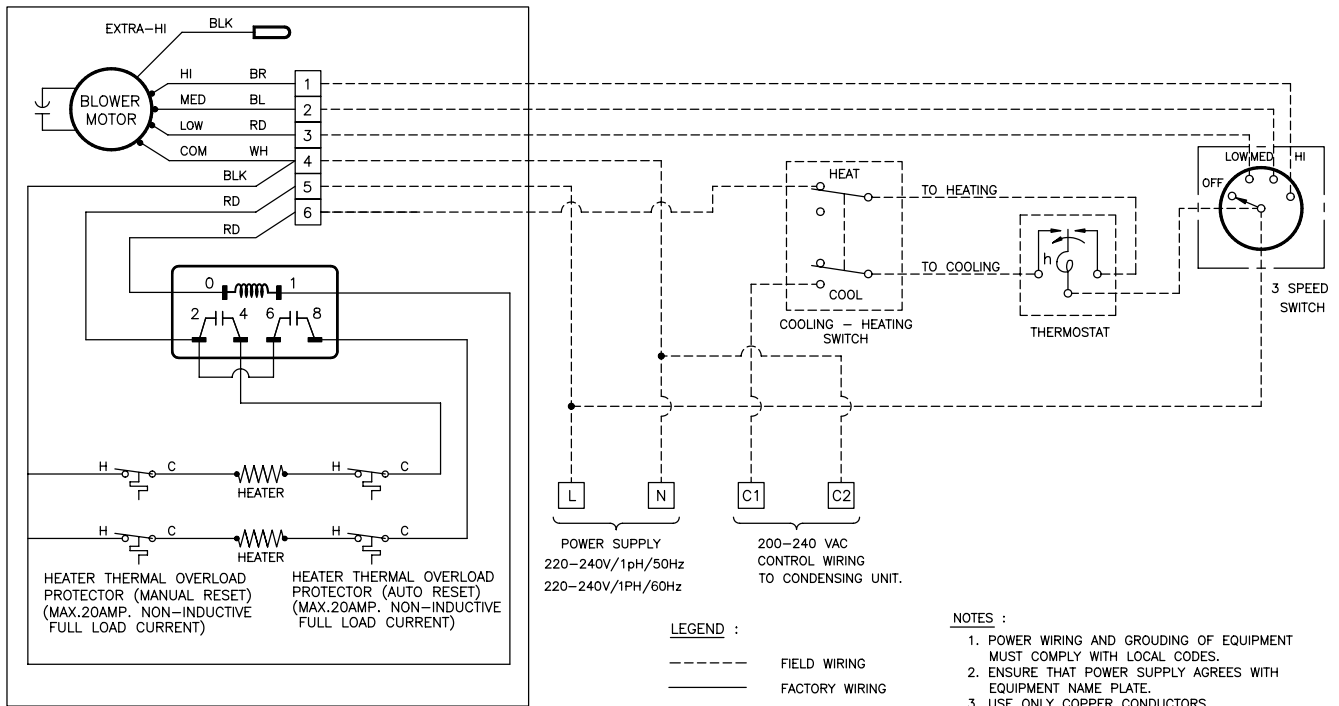 EXTRA-HI
BLK
BLOWER
MOTOR
HI BR 1
MED BL 2
LOW RD 3
COM WH 4
BLK
RD 5
RD 6
0 1
2 4 6 8
H C HEATER H C
H C HEATER H C
HEATER THERMAL OVERLOAD
PROTECTOR (MANUAL RESET)
(MAX.20AMP. NON-INDUCTIVE
FULL LOAD CURRENT)
HEATER THERMAL OVERLOAD
PROTECTOR (AUTO RESET)
(MAX.20AMP. NON-INDUCTIVE
FULL LOAD CURRENT)
HEAT
COOL
COOLING - HEATING
SWITCH
TO HEATING
TO COOLING
h
THERMOSTAT
OFF
LOW MED HI
3 SPEED
SWITCH
L N C1 C2
POWER SUPPLY
220-240V/1pH/50Hz
220-240V/1PH/60Hz
200-240 VAC
CONTROL WIRING
TO CONDENSING UNIT.
LEGEND :
FIELD WIRING
FACTORY WIRING
NOTES :
1. POWER WIRING AND GROUNDING OF EQUIPMENT
MUST COMPLY WITH LOCAL CODES.
2. ENSURE THAT POWER SUPPLY AGREES WITH
EQUIPMENT NAME PLATE.
3. USE ONLY COPPER CONDUCTORS